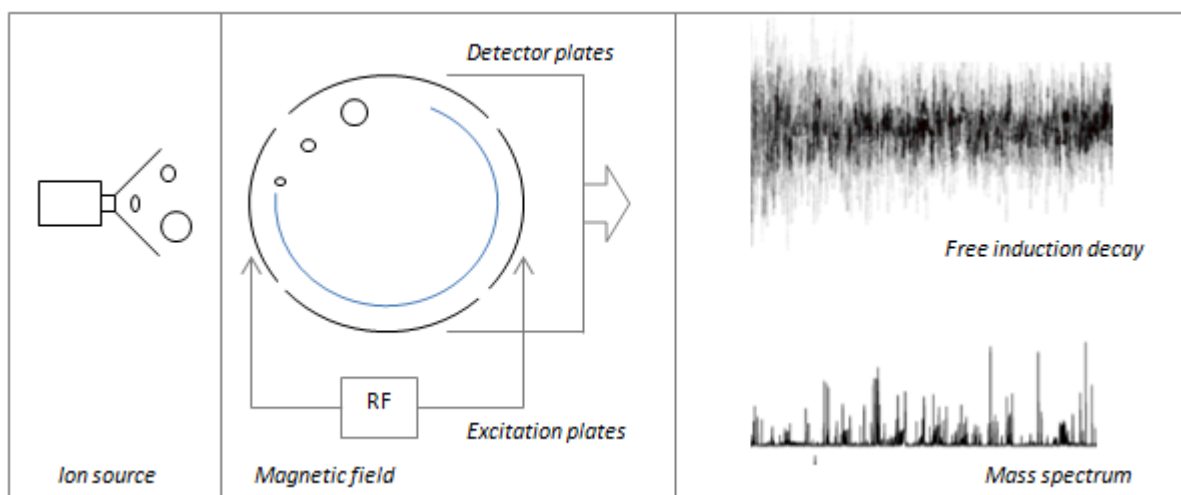 Detector plates
Free induction decay
RF
Excitation plates
Ion source
Magnetic field
Mass spectrum